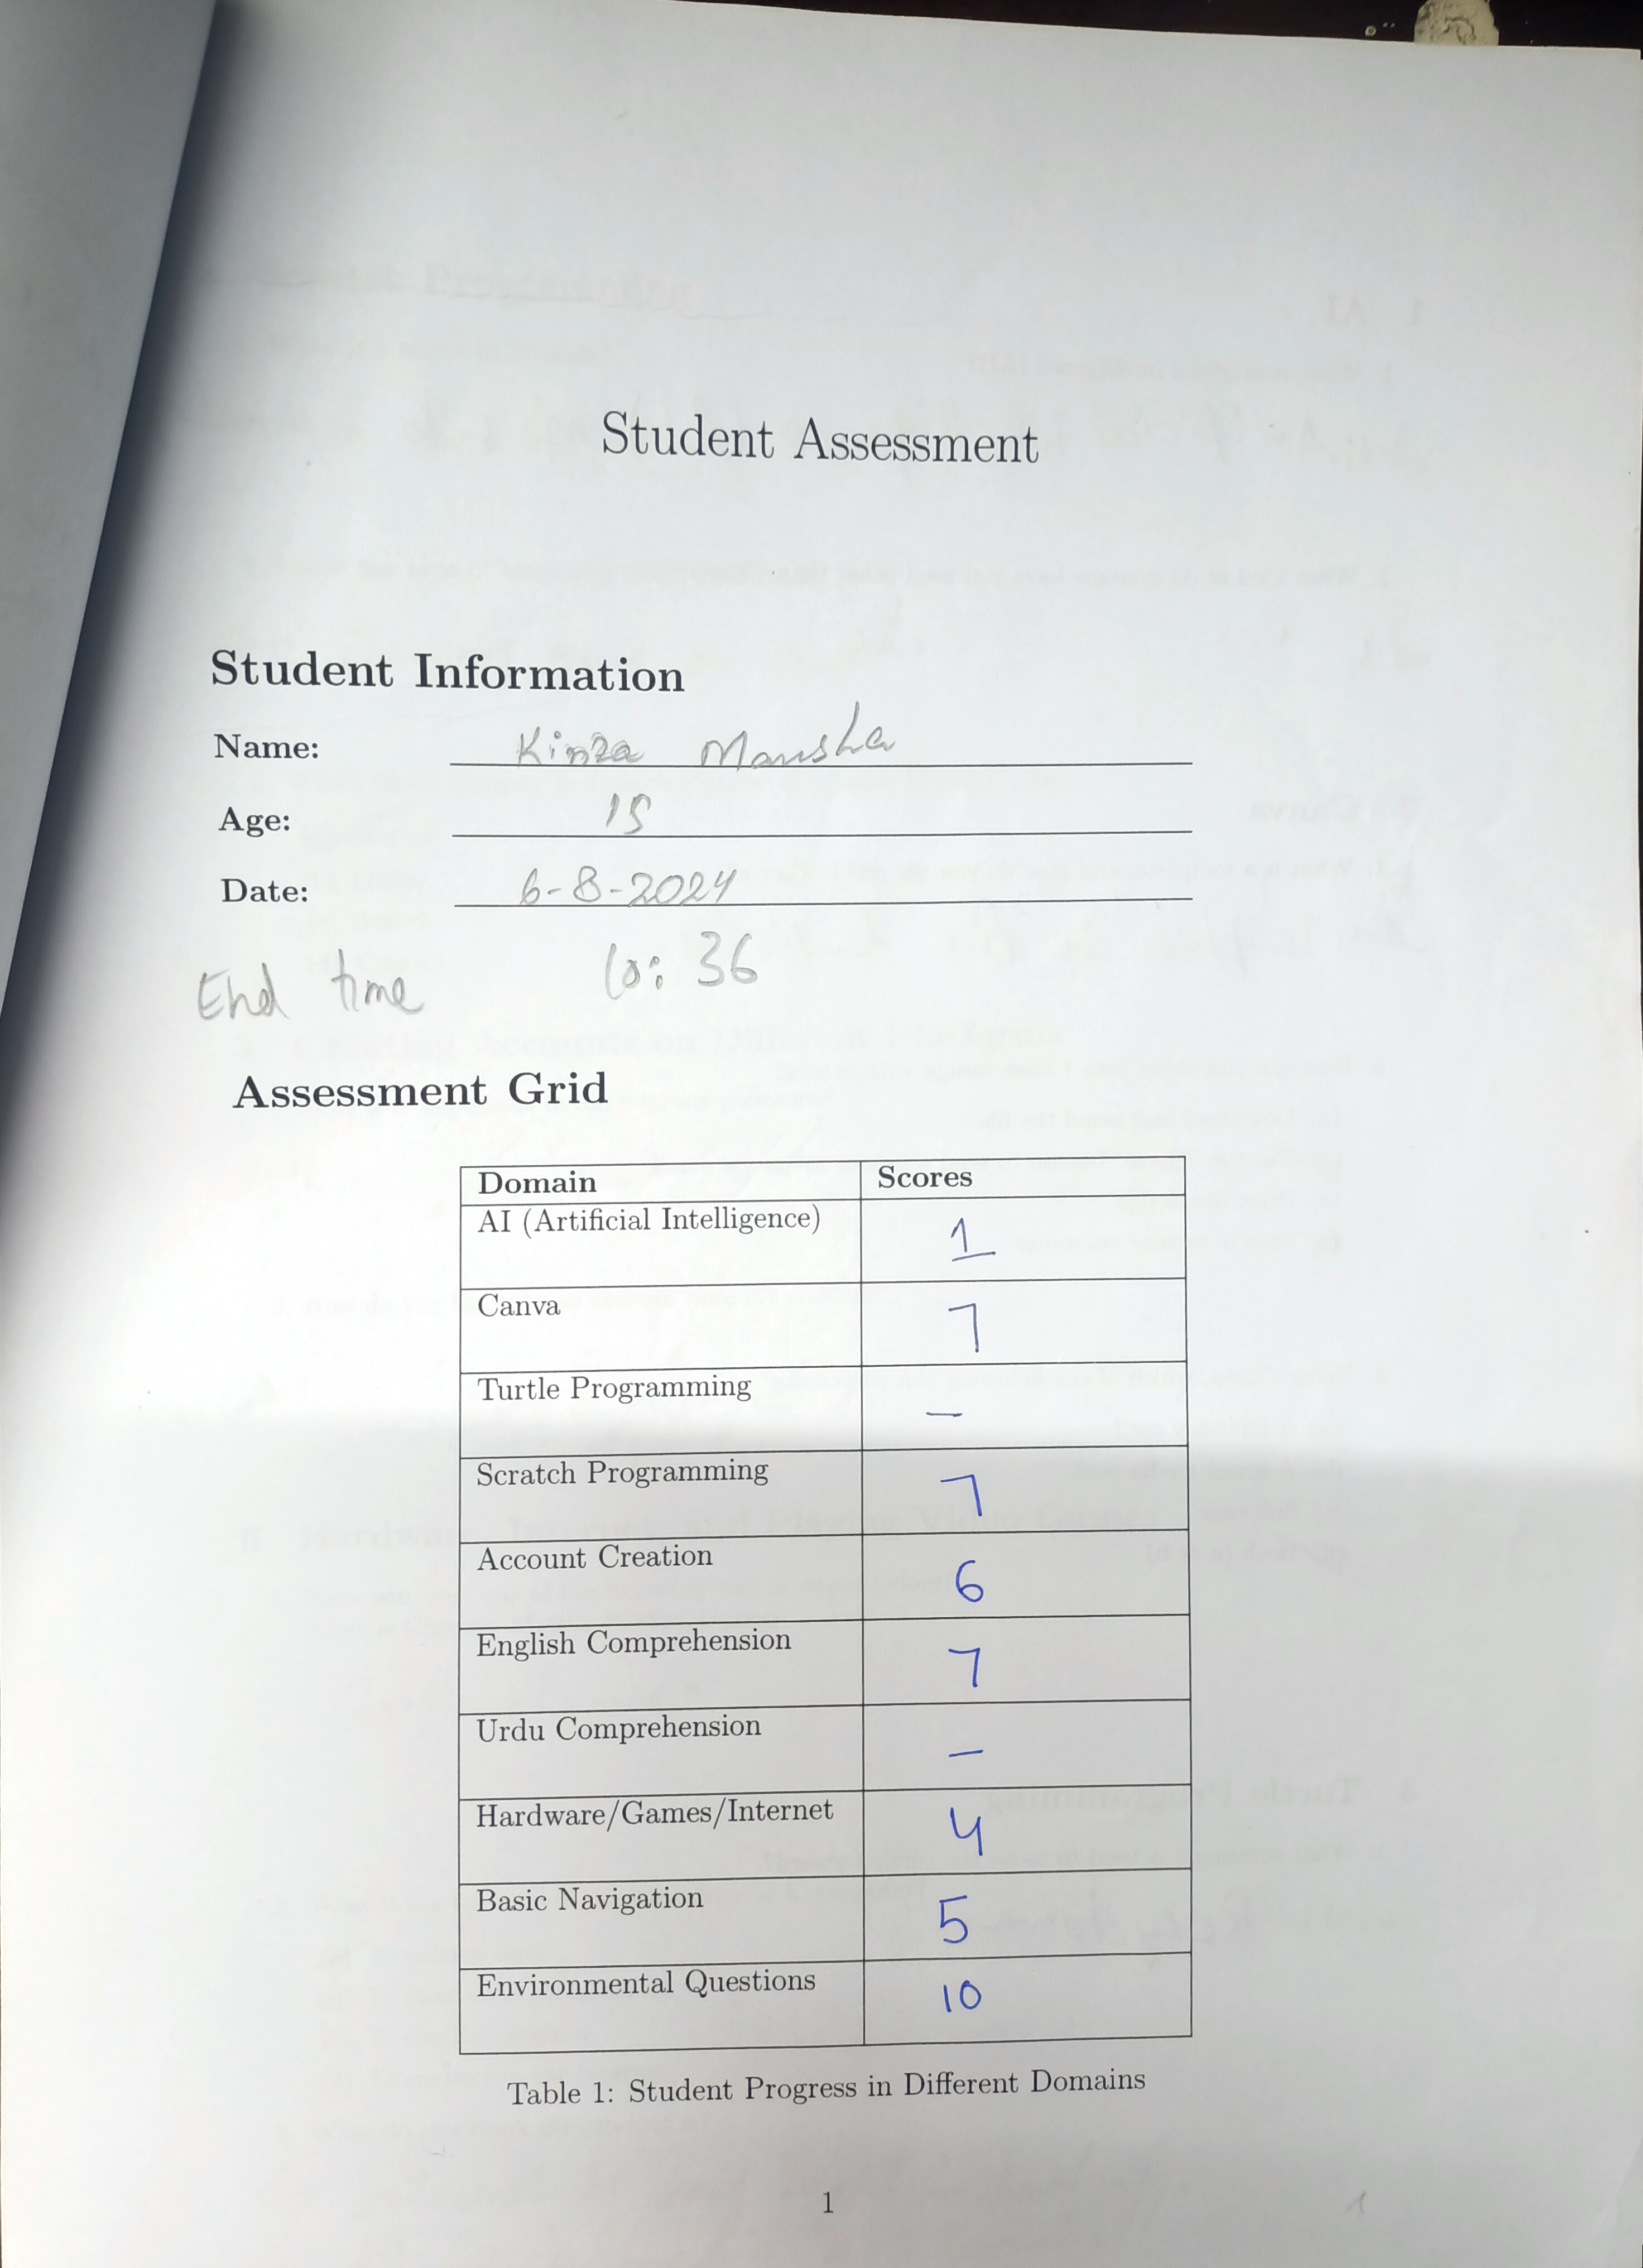 Student Assessment
Student Information
Name: Kinza Mansha
Age: 15
Date: 6-8-2024
End time 10:36
Assessment Grid
Domain Scores
AI (Artificial Intelligence) 1
Canva 7
Turtle Programming –
Scratch Programming 7
Account Creation 6
English Comprehension 7
Urdu Comprehension –
Hardware/Games/Internet 4
Basic Navigation 5
Environmental Questions 10
Table 1: Student Progress in Different Domains
1